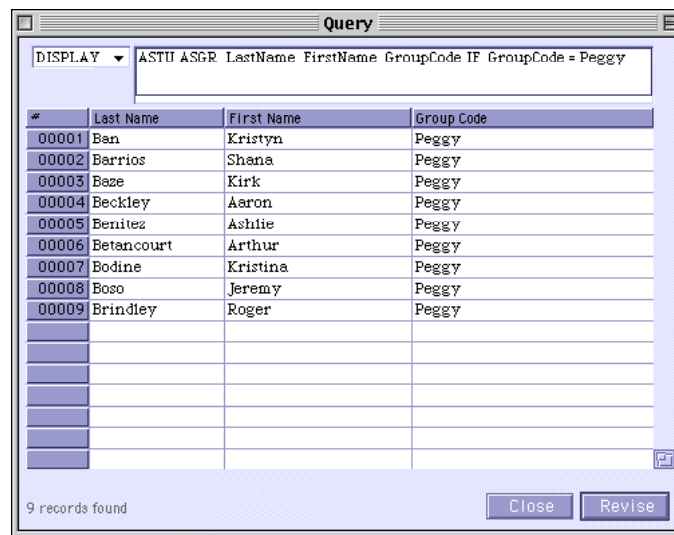 Query
DISPLAY ASTU ASGR LastName FirstName GroupCode IF GroupCode = Peggy
# Last Name First Name Group Code
00001 Ban Kristyn Peggy
00002 Barrios Shana Peggy
00003 Baze Kirk Peggy
00004 Beckley Aaron Peggy
00005 Benitez Ashlie Peggy
00006 Betancourt Arthur Peggy
00007 Bodine Kristina Peggy
00008 Boso Jeremy Peggy
00009 Brindley Roger Peggy
9 records found Close Revise